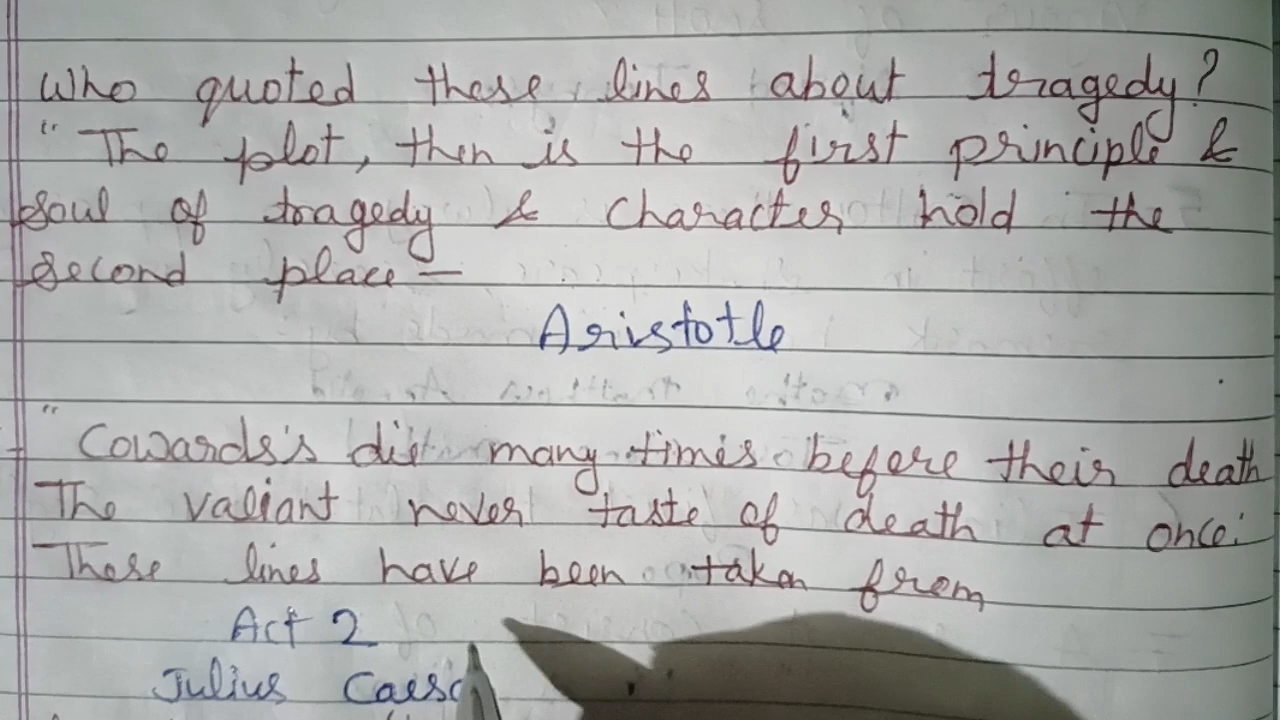 Who quoted these lines about tragedy?
"The plot, then is the first principle &
soul of tragedy & character hold the
second place —
Aristotle
"Cowards's die many times before their death
The valiant never taste of death at once.
These lines have been taken from
Act 2
Julius Caesa